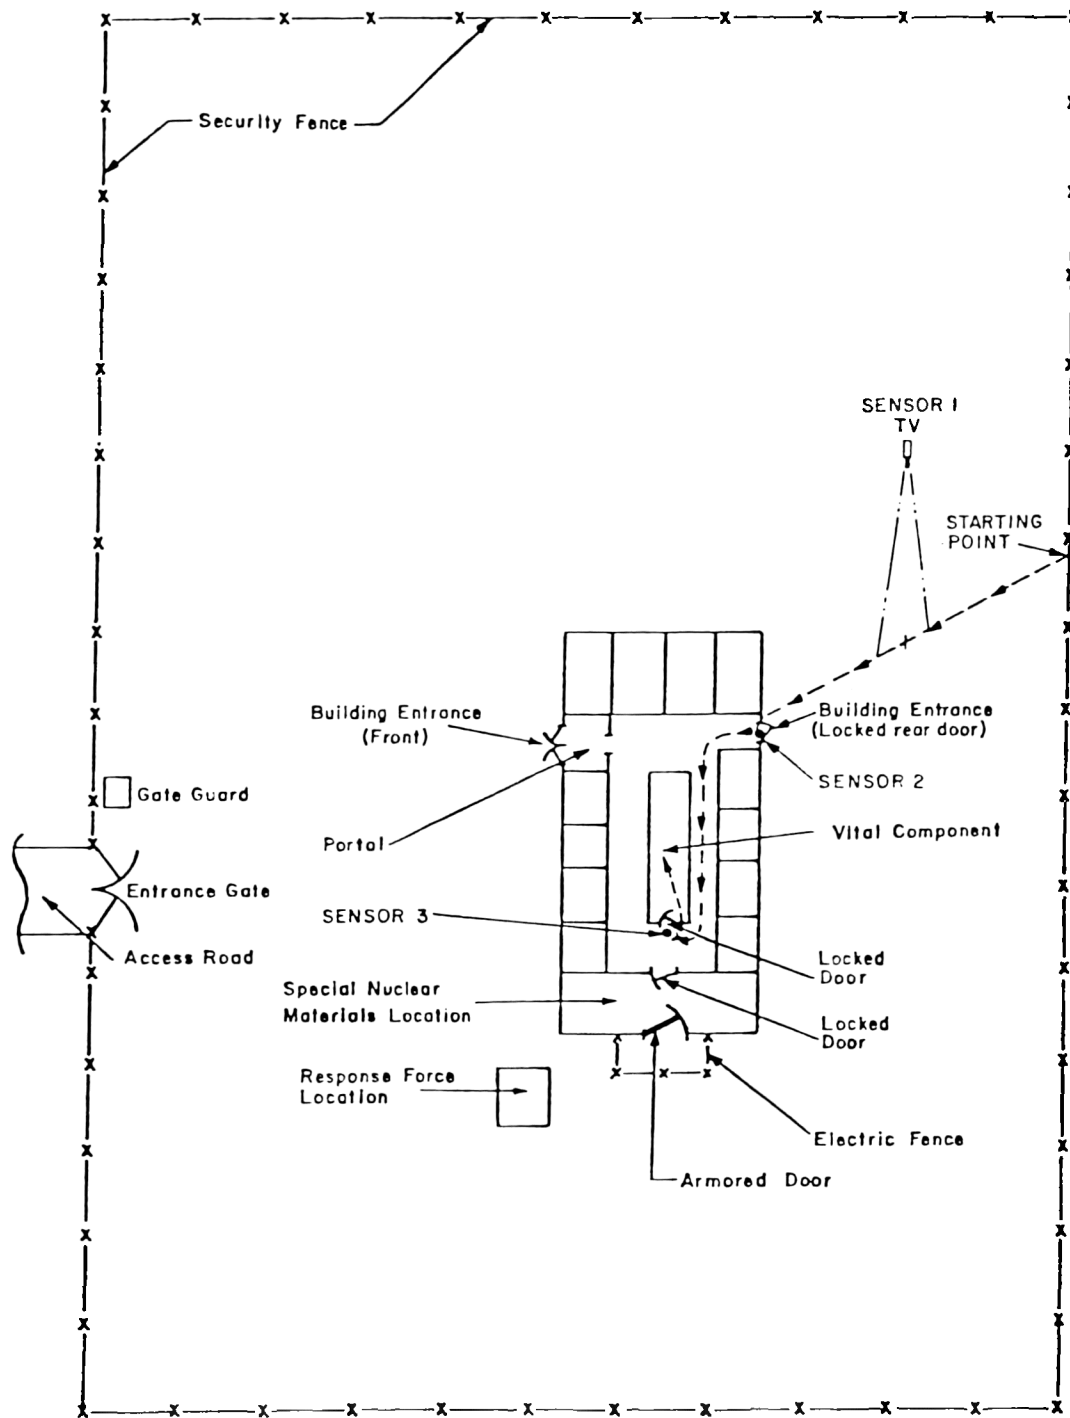 Security Fence
SENSOR 1
TV
STARTING
POINT
Building Entrance
(Front)
Building Entrance
(Locked rear door)
SENSOR 2
Gate Guard
Portal
Vital Component
Entrance Gate
SENSOR 3
Access Road
Locked
Door
Special Nuclear
Materials Location
Locked
Door
Response Force
Location
Electric Fence
Armored Door